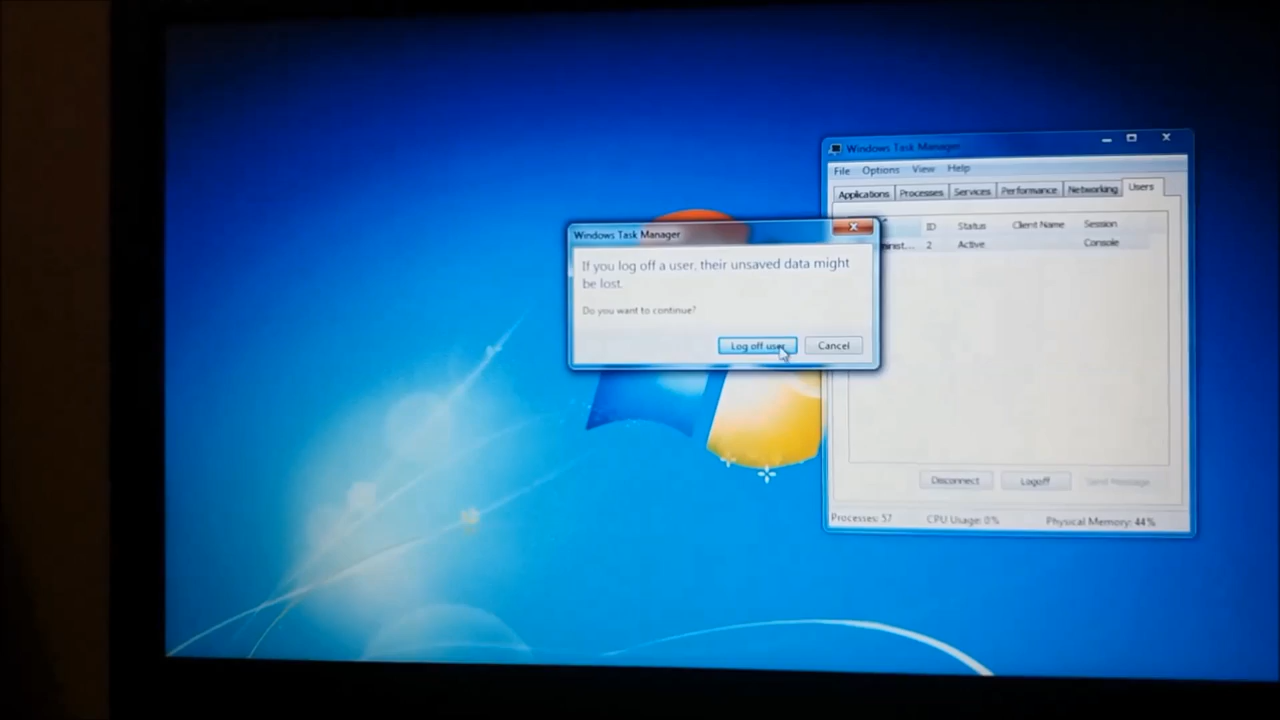 Windows Task Manager
File Options View Help
Applications Processes Services Performance Networking Users
ID Status Client Name Session
2 Active Console
Windows Task Manager
If you log off a user, their unsaved data might
be lost.
Do you want to continue?
Log off user Cancel
Disconnect Logoff Send Message
Processes: 57 CPU Usage: 0% Physical Memory: 44%